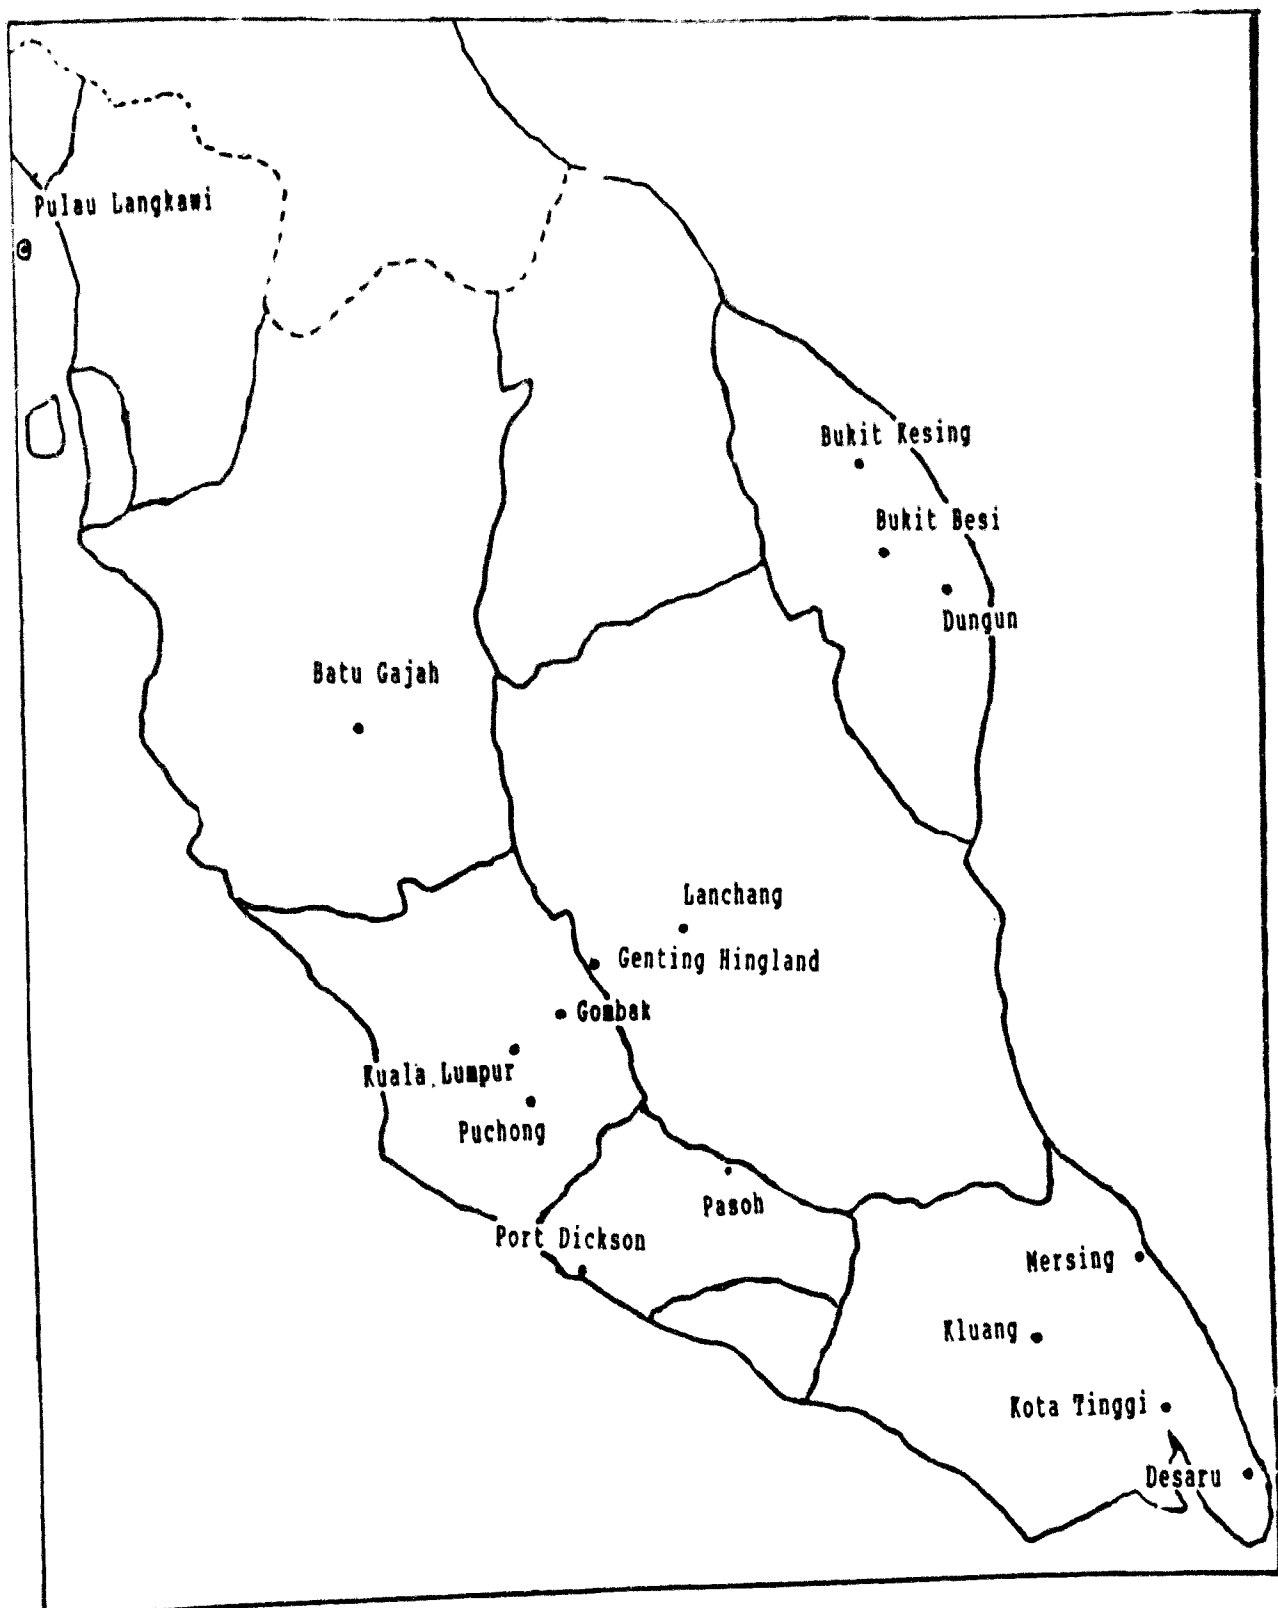 Pulau Langkawi
Bukit Kesing
Bukit Besi
Dungun
Batu Gajah
Lanchang
Genting Hingland
Gombak
Kuala Lumpur
Puchong
Pasoh
Port Dickson
Mersing
Kluang
Kota Tinggi
Desaru